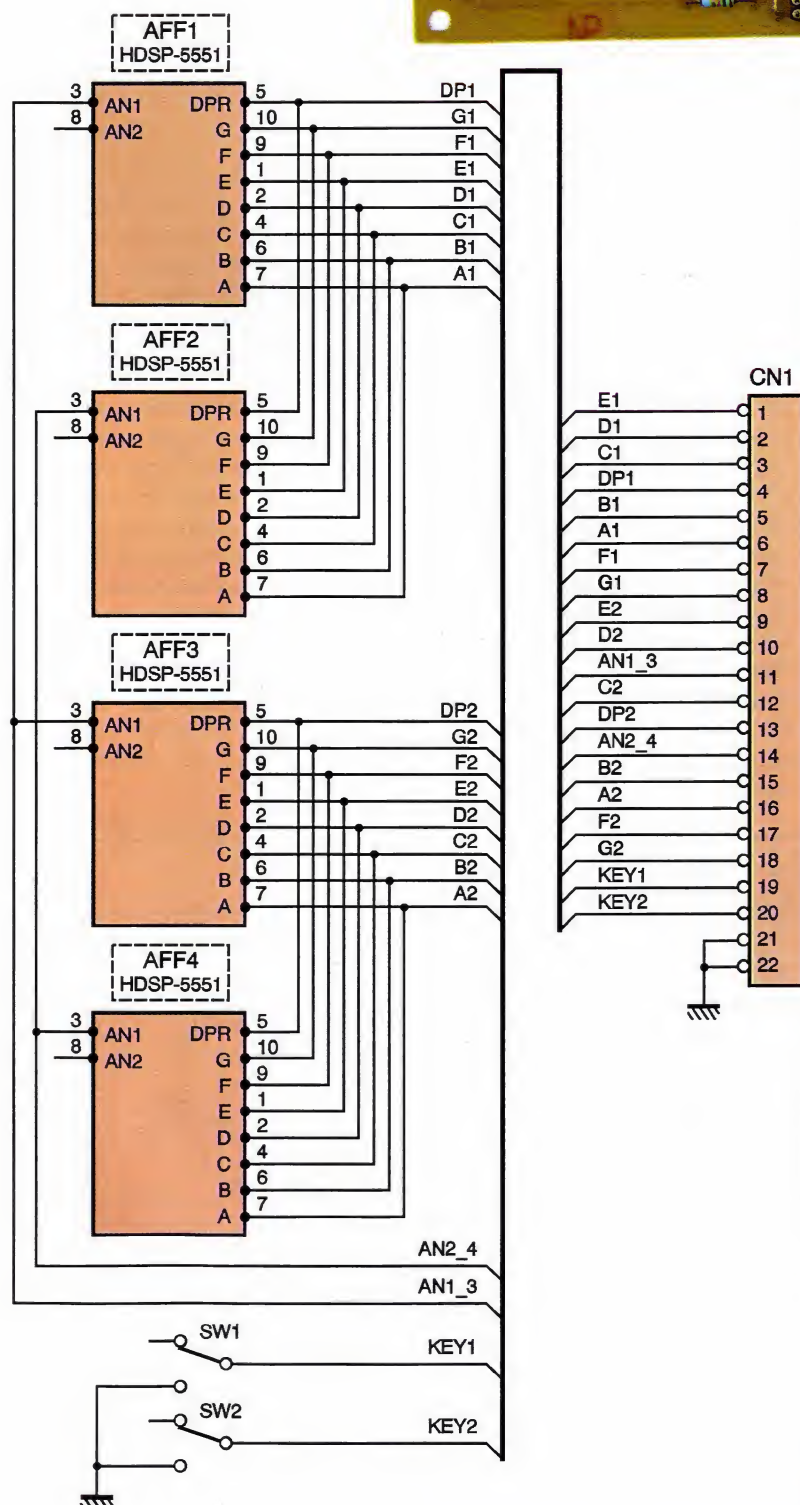 AFF1
HDSP-5551
3 AN1 DPR 5 DP1
8 AN2 G 10 G1
F 9 F1
E 1 E1
D 2 D1
C 4 C1
B 6 B1
A 7 A1
AFF2
HDSP-5551
3 AN1 DPR 5
8 AN2 G 10
F 9
E 1
D 2
C 4
B 6
A 7
AFF3
HDSP-5551
3 AN1 DPR 5 DP2
8 AN2 G 10 G2
F 9 F2
E 1 E2
D 2 D2
C 4 C2
B 6 B2
A 7 A2
AFF4
HDSP-5551
3 AN1 DPR 5
8 AN2 G 10
F 9
E 1
D 2
C 4
B 6
A 7
AN2_4
AN1_3
SW1 KEY1
SW2 KEY2
CN1
E1 1
D1 2
C1 3
DP1 4
B1 5
A1 6
F1 7
G1 8
E2 9
D2 10
AN1_3 11
C2 12
DP2 13
AN2_4 14
B2 15
A2 16
F2 17
G2 18
KEY1 19
KEY2 20
21
22